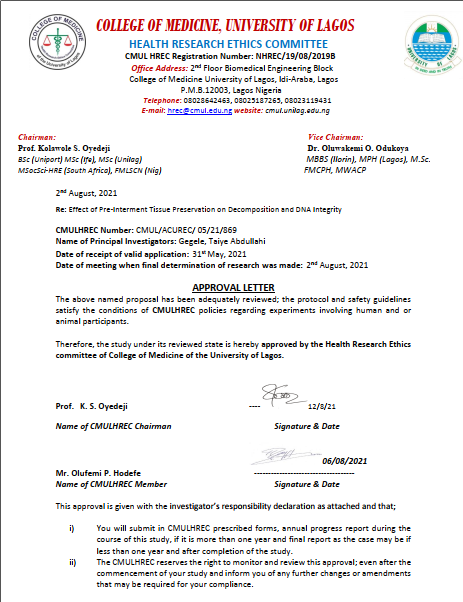 COLLEGE OF MEDICINE, UNIVERSITY OF LAGOS
HEALTH RESEARCH ETHICS COMMITTEE
CMUL HREC Registration Number: NHREC/19/08/2019B
Office Address: 2nd Floor Biomedical Engineering Block
College of Medicine University of Lagos, Idi-Araba, Lagos
P.M.B.12003, Lagos Nigeria
Telephone: 08028642463, 08025187265, 08023119431
E-mail: hrec@cmul.edu.ng website: cmul.unilag.edu.ng
Chairman:
Prof. Kolawole S. Oyedeji
BSc (Uniport) MSc (Ife), MSc (Unilag)
MSocSci-HRE (South Africa), FMLSCN (Nig)
Vice Chairman:
Dr. Oluwakemi O. Odukoya
MBBS (Ilorin), MPH (Lagos), M.Sc.
FMCPH, MWACP
2nd August, 2021
Re: Effect of Pre-Interment Tissue Preservation on Decomposition and DNA Integrity
CMULHREC Number: CMUL/ACUREC/ 05/21/869
Name of Principal Investigators: Gegele, Taiye Abdullahi
Date of receipt of valid application: 31st May, 2021
Date of meeting when final determination of research was made: 2nd August, 2021
APPROVAL LETTER
The above named proposal has been adequately reviewed; the protocol and safety guidelines
satisfy the conditions of CMULHREC policies regarding experiments involving human and or
animal participants.
Therefore, the study under its reviewed state is hereby approved by the Health Research Ethics
committee of College of Medicine of the University of Lagos.
Prof. K. S. Oyedeji ---- 12/8/21
Name of CMULHREC Chairman Signature & Date
06/08/2021
Mr. Olufemi P. Hodefe -----------------------------------
Name of CMULHREC Member Signature & Date
This approval is given with the investigator's responsibility declaration as attached and that;
i) You will submit in CMULHREC prescribed forms, annual progress report during the
course of this study, if it is more than one year and final report as the case may be if
less than one year and after completion of the study.
ii) The CMULHREC reserves the right to monitor and review this approval; even after the
commencement of your study and inform you of any further changes or amendments
that may be required for your compliance.